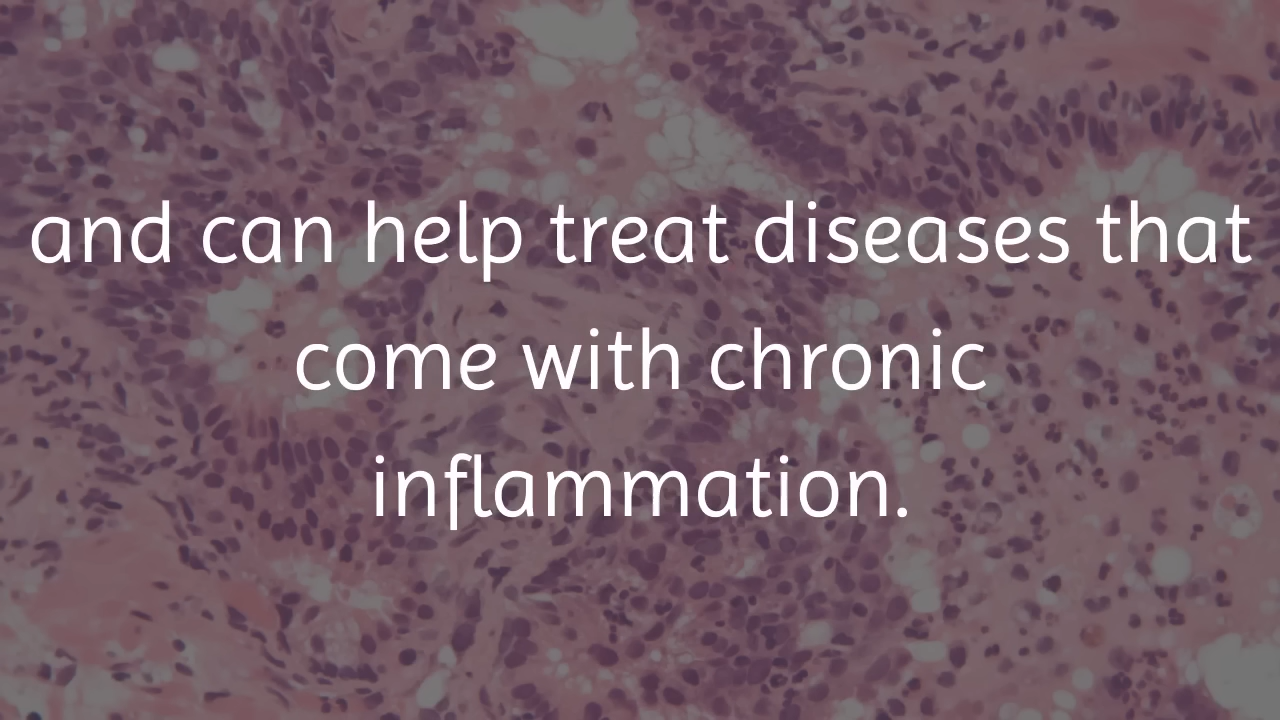 and can help treat diseases that
come with chronic
inflammation.